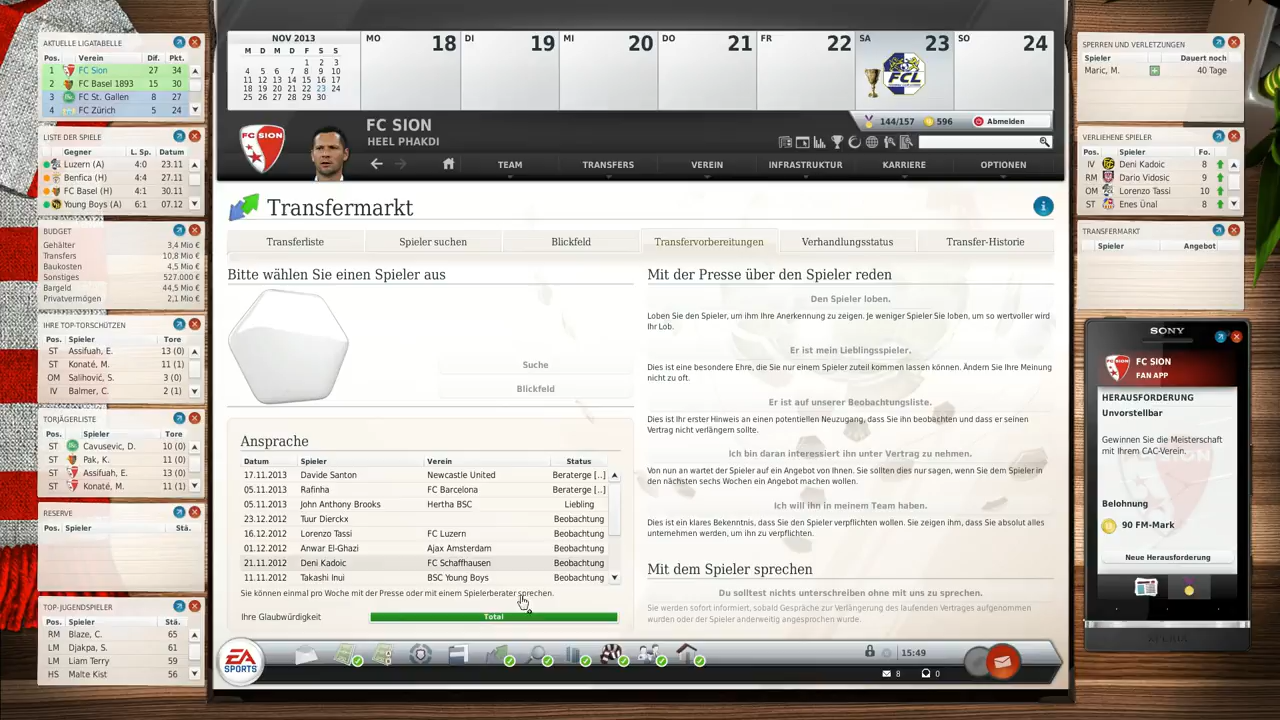 AKTUELLE LIGATABELLE
Pos. Verein Dif. Pkt.
1 FC Sion 27 34
2 FC Basel 1893 15 30
3 FC St. Gallen 8 27
4 FC Zürich 5 24
LISTE DER SPIELE
Gegner L. Sp. Datum
Luzern (A) 4:0 23.11
Benfica (H) 4:4 27.11
FC Basel (H) 4:1 30.11
Young Boys (A) 6:1 07.12
BUDGET
Gehälter 3,4 Mio €
Transfers 10,8 Mio €
Baukosten 4,5 Mio €
Sonstiges 527.000 €
Bargeld 44,5 Mio €
Privatvermögen 2,1 Mio €
IHRE TOP-TORSCHÜTZEN
Pos. Spieler Tore
ST Assifuah, E. 13 (0)
ST Konaté, M. 11 (1)
OM Salihović, S. 3 (0)
IV Balmer, C. 2 (1)
TORJÄGERLISTE
Pos. Spieler Tore
ST Cavusevic, D. 10 (0)
ST Pak, K. 11 (0)
ST Assifuah, E. 13 (0)
ST Konaté, M. 11 (1)
RESERVE
Pos. Spieler Stä.
TOP-JUGENDSPIELER
Pos. Spieler Stä.
RM Blaze, C. 65
LM Djakpa, S. 61
LM Liam Terry 59
HS Malte Kist 56
NOV 2013
M D M D F S S
1 2 3
4 5 6 7 8 9 10
11 12 13 14 15 16 17
18 19 20 21 22 23 24
25 26 27 28 29 30
MO 18
DI 19
MI 20
DO 21
FR 22
SA 23
SO 24
FCL
144/157 596 Abmelden
FC SION
FC SION
HEEL PHAKDI
TEAM TRANSFERS VEREIN INFRASTRUKTUR KARRIERE OPTIONEN
Transfermarkt
Transferliste Spieler suchen Blickfeld Transfervorbereitungen Verhandlungsstatus Transfer-Historie
Bitte wählen Sie einen Spieler aus
Suche
Blickfeld
Ansprache
Datum Spieler Verein Status
17.11.2013 Davide Santon Newcastle United Beraterge [..]
05.11.2013 Rafinha FC Barcelona Beraterge [..]
05.11.2013 John Anthony Brooks Hertha BSC Liebling
23.12.2012 Tuur Dierckx Beobachtung
16.12.2012 Lorenzo Tassi FC Luzern Beobachtung
01.12.2012 Anwar El-Ghazi Ajax Amsterdam Beobachtung
21.11.2012 Deni Kadoic FC Schaffhausen Beobachtung
11.11.2012 Takashi Inui BSC Young Boys Beobachtung
Sie können einmal pro Woche mit der Presse oder mit einem Spielerberater sprechen.
Ihre Glaubwürdigkeit Total
Mit der Presse über den Spieler reden
Den Spieler loben.
Loben Sie den Spieler, um ihm Ihre Anerkennung zu zeigen. Je weniger Spieler Sie loben, um so wertvoller wird
Ihr Lob.
Er ist mein Lieblingsspieler.
Dies ist eine besondere Ehre, die Sie nur einem Spieler zuteil kommen lassen können. Ändern Sie Ihre Meinung
nicht zu oft.
Er ist auf unserer Beobachtungsliste.
Dies ist Ihr erster Hinweis an einen potentiellen Neuzugang, dass Sie ihn beobachten und dass er seinen
Vertrag nicht verlängern sollte.
Ich bin daran interessiert ihn unter Vertrag zu nehmen.
Von nun an wartet der Spieler auf ein Angebot von Ihnen. Sie sollten dies nur sagen, wenn Sie dem Spieler in
den nächsten sechs Wochen ein Angebot machen wollen.
Ich will ihn in meinem Team haben.
Dies ist ein klares Bekenntnis, dass Sie den Spieler verpflichten wollen. Sie zeigen ihm, dass Sie absolut alles
unternehmen werden, um ihn zu verpflichten.
Mit dem Spieler sprechen
Du solltest nichts unterschreiben ohne mit uns zu sprechen.
Sie werden sofort informiert, sobald Gespräche zur Verlängerung des laufenden Vertrages aufgenommen
wurden oder der Spieler anderweitig angesprochen wurde.
EA SPORTS
15:49
8 0
SPERREN UND VERLETZUNGEN
Spieler Dauert noch
Maric, M. 40 Tage
VERLIEHENE SPIELER
Pos. Spieler Fo.
IV Deni Kadoic 8
RM Dario Vidosic 9
OM Lorenzo Tassi 10
ST Enes Ünal 8
TRANSFERMARKT
Spieler Angebot
SONY
FC SION
FAN APP
HERAUSFORDERUNG
Unvorstellbar
Gewinnen Sie die Meisterschaft
mit Ihrem CAC-Verein.
Belohnung
90 FM-Mark
Neue Herausforderung
XPERIA